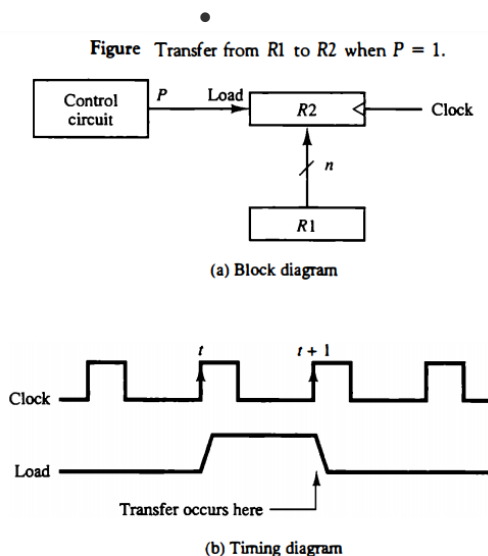 Figure Transfer from R1 to R2 when P = 1.
Control
circuit
P
Load
R2
Clock
n
R1
(a) Block diagram
t
t + 1
Clock
Load
Transfer occurs here
(b) Timing diagram